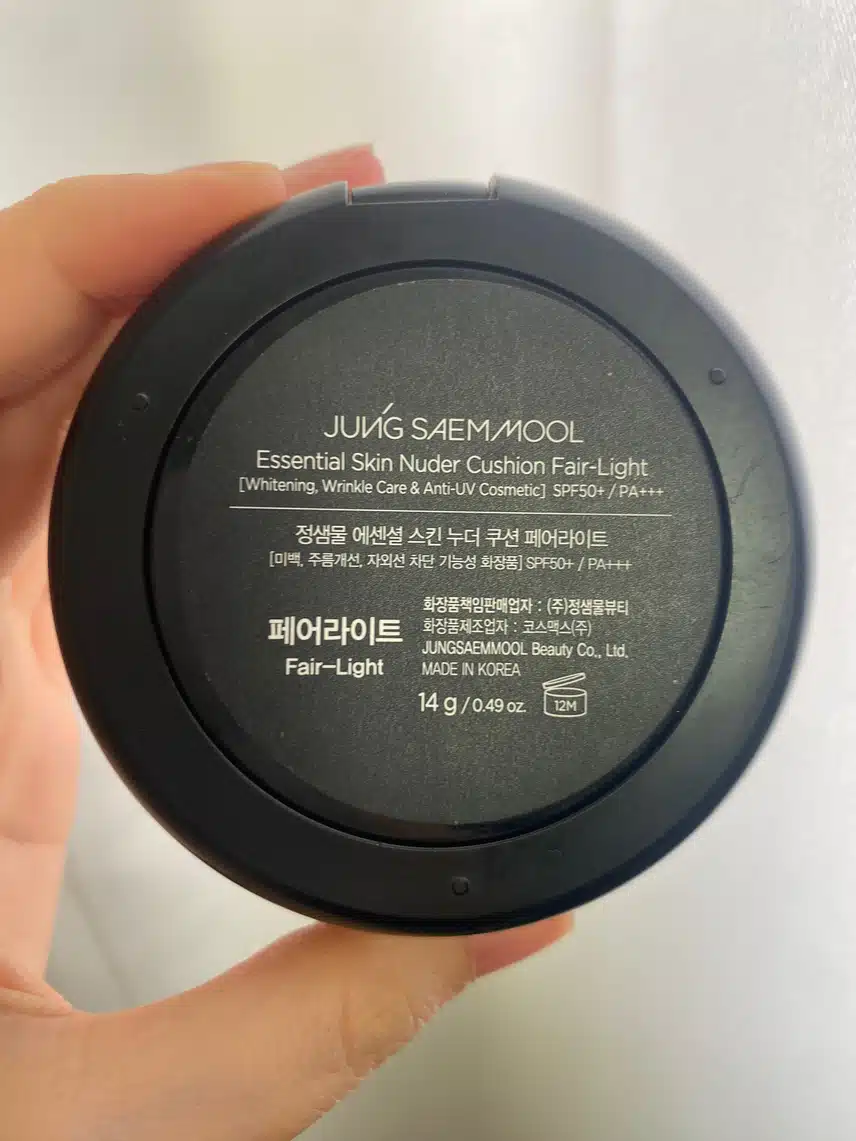 JUNG SAEMMOOL
Essential Skin Nuder Cushion Fair-Light
[Whitening, Wrinkle Care & Anti-UV Cosmetic] SPF50+ / PA+++
정샘물 에센셜 스킨 누더 쿠션 페어라이트
[미백, 주름개선, 자외선 차단 기능성 화장품] SPF50+ / PA+++
페어라이트
Fair-Light
화장품책임판매업자 : (주)정샘물뷰티
화장품제조업자 : 코스맥스(주)
JUNGSAEMMOOL Beauty Co., Ltd.
MADE IN KOREA
14 g / 0.49 oz.
12M